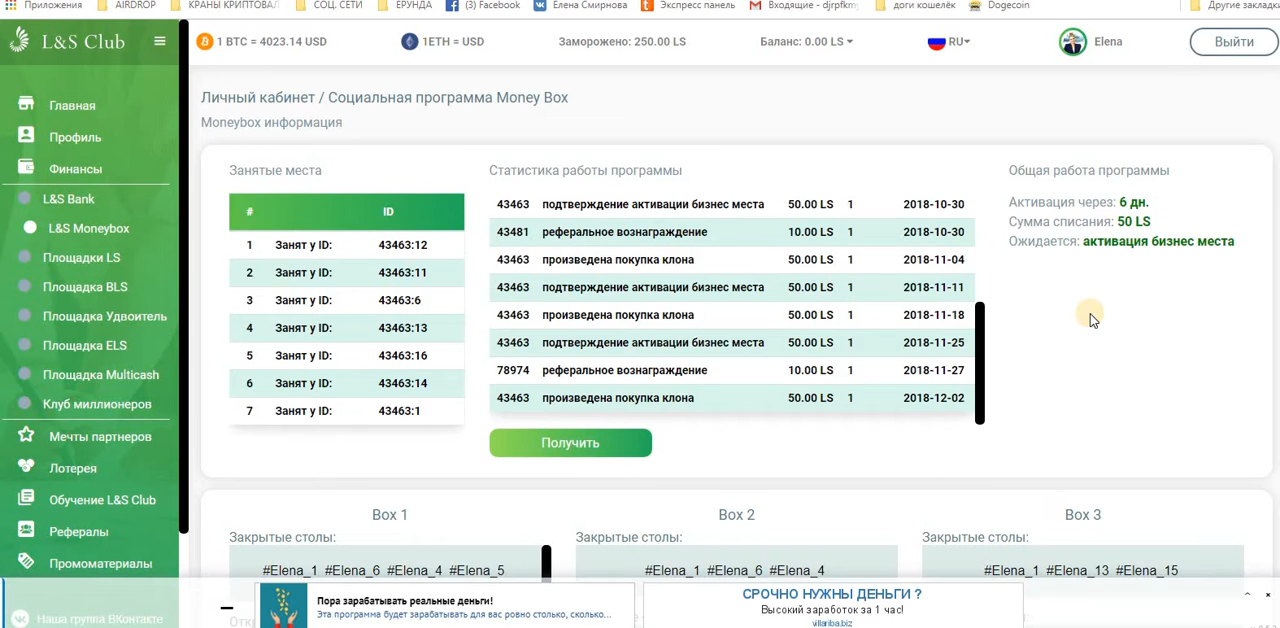 Приложения AIRDROP КРАНЫ КРИПТОВАЛ СОЦ. СЕТИ ЕРУНДА (3) Facebook Елена Смирнова Экспресс панель Входящие - djrpfkmy доги кошелёк Dogecoin Другие закладки
L&S Club
1 BTC = 4023.14 USD 1ETH = USD Заморожено: 250.00 LS Баланс: 0.00 LS RU Elena Выйти
Главная
Профиль
Финансы
L&S Bank
L&S Moneybox
Площадки LS
Площадка BLS
Площадка Удвоитель
Площадка ELS
Площадка Multicash
Клуб миллионеров
Мечты партнеров
Лотерея
Обучение L&S Club
Рефералы
Промоматериалы
Наша группа ВКонтакте
Личный кабинет / Социальная программа Money Box
Moneybox информация
Занятые места
# ID
1 Занят у ID: 43463:12
2 Занят у ID: 43463:11
3 Занят у ID: 43463:6
4 Занят у ID: 43463:13
5 Занят у ID: 43463:16
6 Занят у ID: 43463:14
7 Занят у ID: 43463:1
Статистика работы программы
43463 подтверждение активации бизнес места 50.00 LS 1 2018-10-30
43481 реферальное вознаграждение 10.00 LS 1 2018-10-30
43463 произведена покупка клона 50.00 LS 1 2018-11-04
43463 подтверждение активации бизнес места 50.00 LS 1 2018-11-11
43463 произведена покупка клона 50.00 LS 1 2018-11-18
43463 подтверждение активации бизнес места 50.00 LS 1 2018-11-25
78974 реферальное вознаграждение 10.00 LS 1 2018-11-27
43463 произведена покупка клона 50.00 LS 1 2018-12-02
Получить
Общая работа программы
Активация через: 6 дн.
Сумма списания: 50 LS
Ожидается: активация бизнес места
Box 1 Box 2 Box 3
Закрытые столы: Закрытые столы: Закрытые столы:
#Elena_1 #Elena_6 #Elena_4 #Elena_5 #Elena_1 #Elena_6 #Elena_4 #Elena_1 #Elena_13 #Elena_15
Пора зарабатывать реальные деньги!
Эта программа будет зарабатывать для вас ровно столько, сколько...
СРОЧНО НУЖНЫ ДЕНЬГИ ?
Высокий заработок за 1 час!
villariba.biz